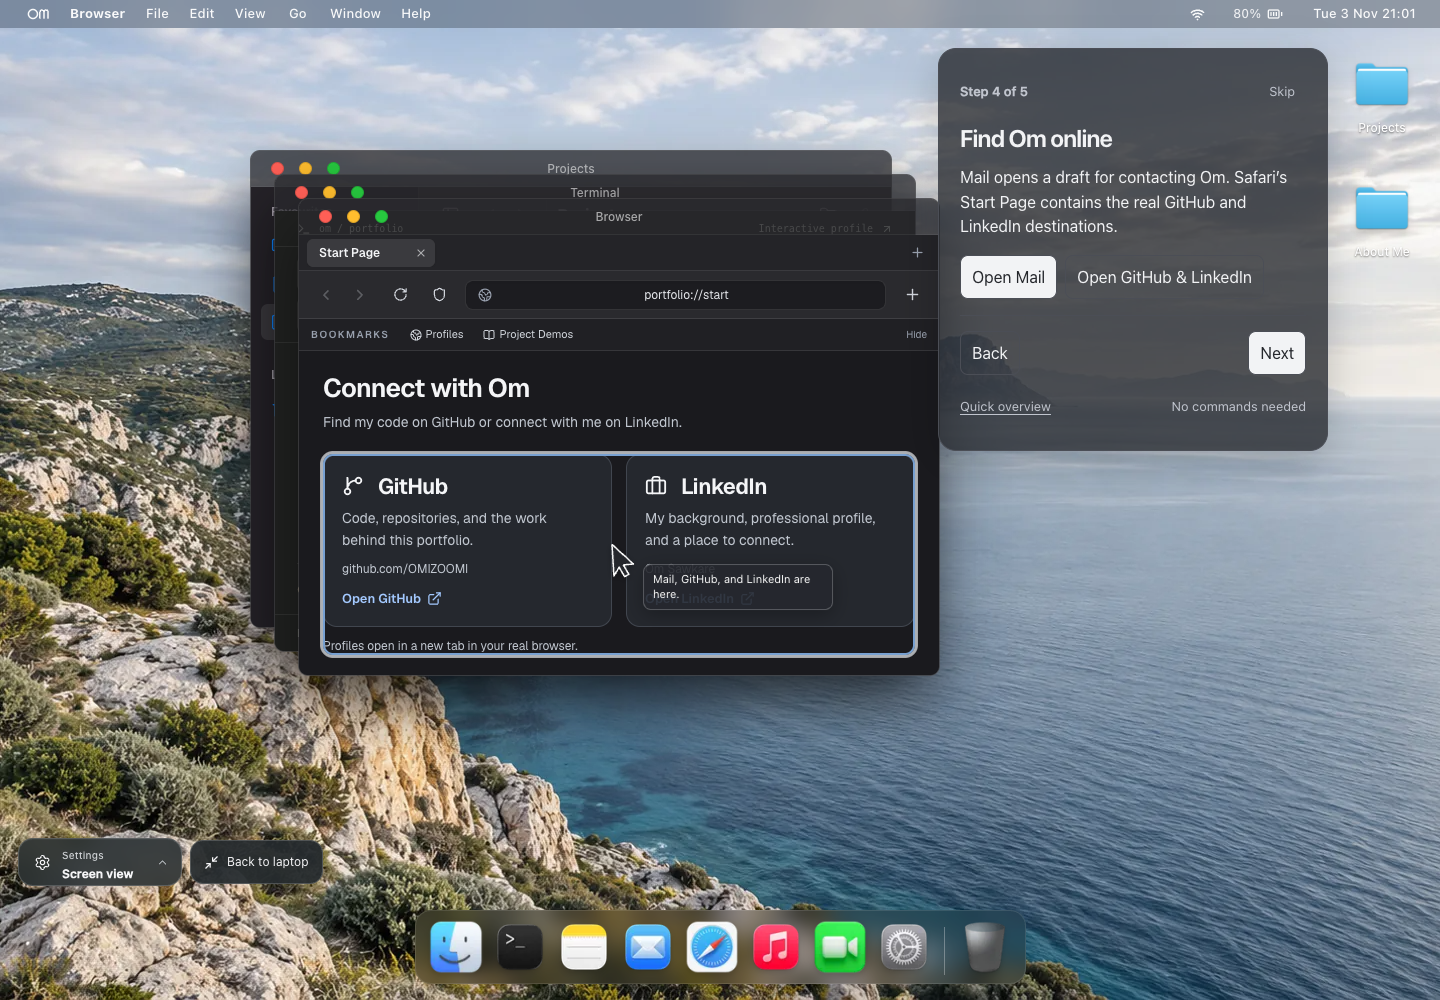 Om Browser File Edit View Go Window Help
80% Tue 3 Nov 21:01
Projects
Terminal
Browser
om / portfolio
Interactive profile
Start Page
portfolio://start
BOOKMARKS Profiles Project Demos Hide
Connect with Om
Find my code on GitHub or connect with me on LinkedIn.
GitHub
Code, repositories, and the work
behind this portfolio.
github.com/OMIZOOMI
Open GitHub
LinkedIn
My background, professional profile,
and a place to connect.
Mail, GitHub, and LinkedIn are
here.
Open LinkedIn
Profiles open in a new tab in your real browser.
Step 4 of 5 Skip
Find Om online
Mail opens a draft for contacting Om. Safari's
Start Page contains the real GitHub and
LinkedIn destinations.
Open Mail Open GitHub & LinkedIn
Back Next
Quick overview No commands needed
Projects
About Me
Settings
Screen view
Back to laptop